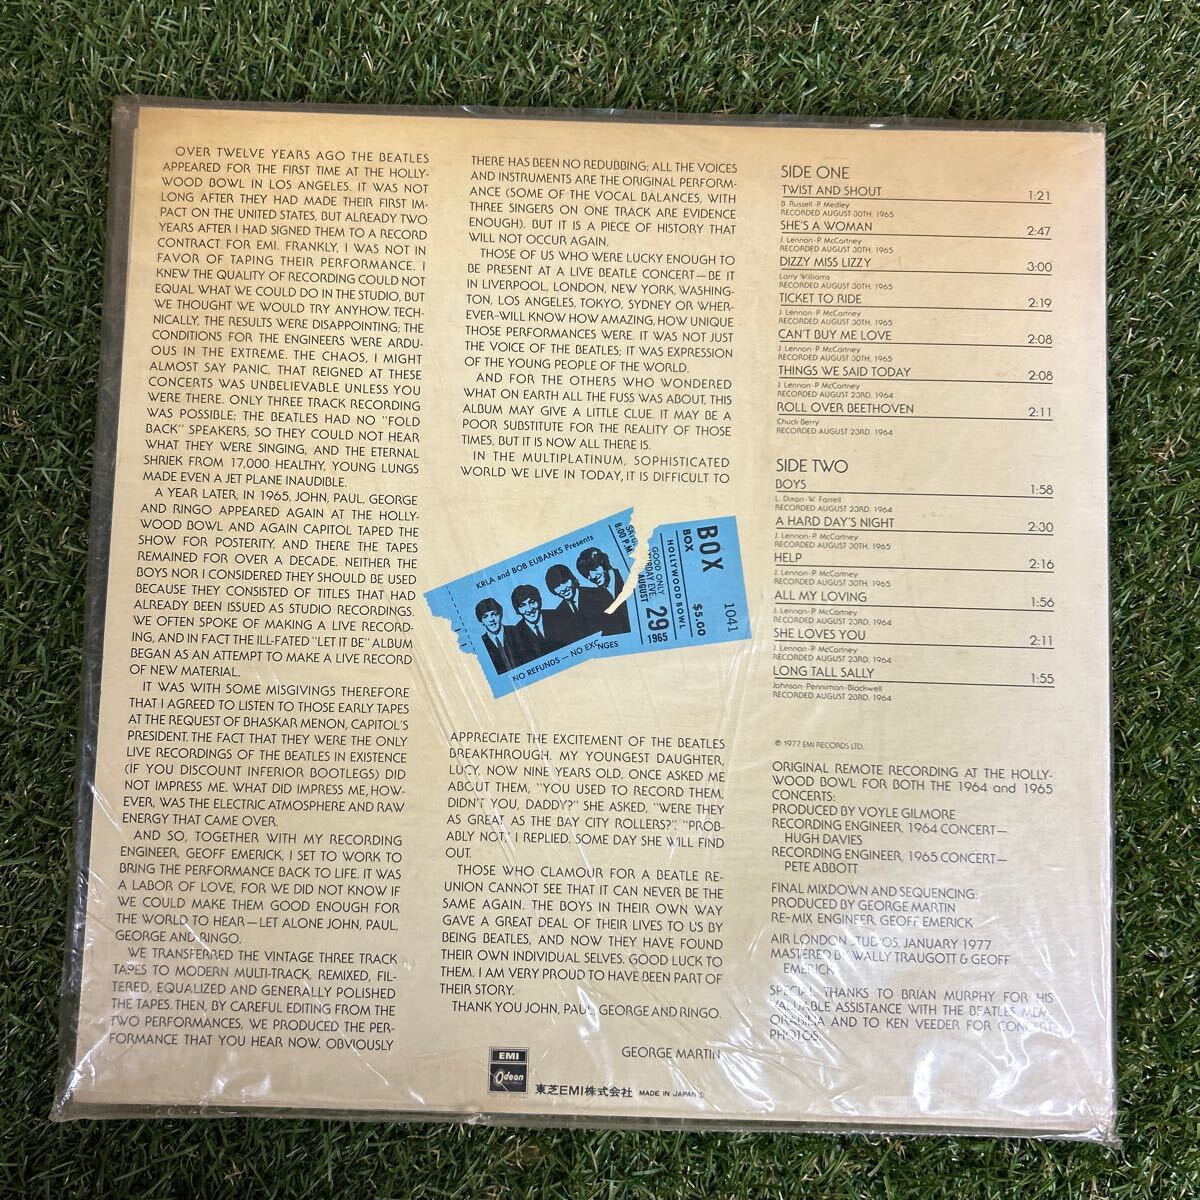 OVER TWELVE YEARS AGO THE BEATLES
APPEARED FOR THE FIRST TIME AT THE HOLLY-
WOOD BOWL IN LOS ANGELES. IT WAS NOT
LONG AFTER THEY HAD MADE THEIR FIRST IM-
PACT ON THE UNITED STATES, BUT ALREADY TWO
YEARS AFTER I HAD SIGNED THEM TO A RECORD
CONTRACT FOR EMI. FRANKLY, I WAS NOT IN
FAVOR OF TAPING THEIR PERFORMANCE. I
KNEW THE QUALITY OF RECORDING COULD NOT
EQUAL WHAT WE COULD DO IN THE STUDIO, BUT
WE THOUGHT WE WOULD TRY ANYHOW. TECH-
NICALLY, THE RESULTS WERE DISAPPOINTING; THE
CONDITIONS FOR THE ENGINEERS WERE ARDU-
OUS IN THE EXTREME. THE CHAOS, I MIGHT
ALMOST SAY PANIC, THAT REIGNED AT THESE
CONCERTS WAS UNBELIEVABLE UNLESS YOU
WERE THERE. ONLY THREE TRACK RECORDING
WAS POSSIBLE; THE BEATLES HAD NO "FOLD
BACK" SPEAKERS, SO THEY COULD NOT HEAR
WHAT THEY WERE SINGING, AND THE ETERNAL
SHRIEK FROM 17,000 HEALTHY, YOUNG LUNGS
MADE EVEN A JET PLANE INAUDIBLE.
A YEAR LATER, IN 1965, JOHN, PAUL, GEORGE
AND RINGO APPEARED AGAIN AT THE HOLLY-
WOOD BOWL AND AGAIN CAPITOL TAPED THE
SHOW FOR POSTERITY. AND THERE THE TAPES
REMAINED FOR OVER A DECADE. NEITHER THE
BOYS NOR I CONSIDERED THEY SHOULD BE USED
BECAUSE THEY CONSISTED OF TITLES THAT HAD
ALREADY BEEN ISSUED AS STUDIO RECORDINGS.
WE OFTEN SPOKE OF MAKING A LIVE RECORD-
ING, AND IN FACT THE ILL-FATED "LET IT BE" ALBUM
BEGAN AS AN ATTEMPT TO MAKE A LIVE RECORD
OF NEW MATERIAL.
IT WAS WITH SOME MISGIVINGS THEREFORE
THAT I AGREED TO LISTEN TO THOSE EARLY TAPES
AT THE REQUEST OF BHASKAR MENON, CAPITOL'S
PRESIDENT. THE FACT THAT THEY WERE THE ONLY
LIVE RECORDINGS OF THE BEATLES IN EXISTENCE
(IF YOU DISCOUNT INFERIOR BOOTLEGS) DID
NOT IMPRESS ME. WHAT DID IMPRESS ME, HOW-
EVER, WAS THE ELECTRIC ATMOSPHERE AND RAW
ENERGY THAT CAME OVER.
AND SO, TOGETHER WITH MY RECORDING
ENGINEER, GEOFF EMERICK, I SET TO WORK TO
BRING THE PERFORMANCE BACK TO LIFE. IT WAS
A LABOR OF LOVE, FOR WE DID NOT KNOW IF
WE COULD MAKE THEM GOOD ENOUGH FOR
THE WORLD TO HEAR—LET ALONE JOHN, PAUL,
GEORGE AND RINGO.
WE TRANSFERRED THE VINTAGE THREE TRACK
TAPES TO MODERN MULTI-TRACK, REMIXED, FIL-
TERED, EQUALIZED AND GENERALLY POLISHED
THE TAPES. THEN, BY CAREFUL EDITING FROM THE
TWO PERFORMANCES, WE PRODUCED THE PER-
FORMANCE THAT YOU HEAR NOW. OBVIOUSLY
THERE HAS BEEN NO REDUBBING; ALL THE VOICES
AND INSTRUMENTS ARE THE ORIGINAL PERFORM-
ANCE (SOME OF THE VOCAL BALANCES, WITH
THREE SINGERS ON ONE TRACK ARE EVIDENCE
ENOUGH). BUT IT IS A PIECE OF HISTORY THAT
WILL NOT OCCUR AGAIN.
THOSE OF US WHO WERE LUCKY ENOUGH TO
BE PRESENT AT A LIVE BEATLE CONCERT—BE IT
IN LIVERPOOL, LONDON, NEW YORK, WASHING-
TON, LOS ANGELES, TOKYO, SYDNEY OR WHER-
EVER—WILL KNOW HOW AMAZING, HOW UNIQUE
THOSE PERFORMANCES WERE. IT WAS NOT JUST
THE VOICE OF THE BEATLES; IT WAS EXPRESSION
OF THE YOUNG PEOPLE OF THE WORLD.
AND FOR THE OTHERS WHO WONDERED
WHAT ON EARTH ALL THE FUSS WAS ABOUT, THIS
ALBUM MAY GIVE A LITTLE CLUE. IT MAY BE A
POOR SUBSTITUTE FOR THE REALITY OF THOSE
TIMES, BUT IT IS NOW ALL THERE IS.
IN THE MULTIPLATINUM, SOPHISTICATED
WORLD WE LIVE IN TODAY, IT IS DIFFICULT TO
KRLA and BOB EUBANKS Presents
NO REFUNDS — NO EXCHANGES
8:00 P.M.
GOOD ONLY
AUGUST
29
1965
HOLLYWOOD BOWL
BOX
BOX
$5.00
1041
APPRECIATE THE EXCITEMENT OF THE BEATLES
BREAKTHROUGH. MY YOUNGEST DAUGHTER,
LUCY, NOW NINE YEARS OLD, ONCE ASKED ME
ABOUT THEM, "YOU USED TO RECORD THEM,
DIDN'T YOU, DADDY?" SHE ASKED, "WERE THEY
AS GREAT AS THE BAY CITY ROLLERS?" "PROB-
ABLY NOT," I REPLIED. SOME DAY SHE WILL FIND
OUT.
THOSE WHO CLAMOUR FOR A BEATLE RE-
UNION CANNOT SEE THAT IT CAN NEVER BE THE
SAME AGAIN. THE BOYS IN THEIR OWN WAY
GAVE A GREAT DEAL OF THEIR LIVES TO US BY
BEING BEATLES, AND NOW THEY HAVE FOUND
THEIR OWN INDIVIDUAL SELVES. GOOD LUCK TO
THEM. I AM VERY PROUD TO HAVE BEEN PART OF
THEIR STORY.
THANK YOU JOHN, PAUL, GEORGE AND RINGO.
GEORGE MARTIN
EMI
Odeon
東芝EMI株式会社 MADE IN JAPAN
SIDE ONE
TWIST AND SHOUT 1:21
B. Russell-P. Medley
RECORDED AUGUST 30TH, 1965
SHE'S A WOMAN 2:47
J. Lennon-P. McCartney
RECORDED AUGUST 30TH, 1965
DIZZY MISS LIZZY 3:00
Larry Williams
RECORDED AUGUST 30TH, 1965
TICKET TO RIDE 2:19
J. Lennon-P. McCartney
RECORDED AUGUST 30TH, 1965
CAN'T BUY ME LOVE 2:08
J. Lennon-P. McCartney
RECORDED AUGUST 30TH, 1965
THINGS WE SAID TODAY 2:08
J. Lennon-P. McCartney
RECORDED AUGUST 23RD, 1964
ROLL OVER BEETHOVEN 2:11
Chuck Berry
RECORDED AUGUST 23RD, 1964
SIDE TWO
BOYS 1:58
L. Dixon-W. Farrell
RECORDED AUGUST 23RD, 1964
A HARD DAY'S NIGHT 2:30
J. Lennon-P. McCartney
RECORDED AUGUST 30TH, 1965
HELP 2:16
J. Lennon-P. McCartney
RECORDED AUGUST 30TH, 1965
ALL MY LOVING 1:56
J. Lennon-P. McCartney
RECORDED AUGUST 23RD, 1964
SHE LOVES YOU 2:11
J. Lennon-P. McCartney
RECORDED AUGUST 23RD, 1964
LONG TALL SALLY 1:55
Johnson-Penniman-Blackwell
RECORDED AUGUST 23RD, 1964
℗ 1977 EMI RECORDS LTD.
ORIGINAL REMOTE RECORDING AT THE HOLLY-
WOOD BOWL FOR BOTH THE 1964 and 1965
CONCERTS:
PRODUCED BY VOYLE GILMORE
RECORDING ENGINEER, 1964 CONCERT—
HUGH DAVIES
RECORDING ENGINEER, 1965 CONCERT—
PETE ABBOTT
FINAL MIXDOWN AND SEQUENCING:
PRODUCED BY GEORGE MARTIN
RE-MIX ENGINEER, GEOFF EMERICK
AIR LONDON STUDIOS, JANUARY 1977
MASTERED BY WALLY TRAUGOTT & GEOFF
EMERICK
SPECIAL THANKS TO BRIAN MURPHY FOR HIS
VALUABLE ASSISTANCE WITH THE BEATLES MEM-
ORABILIA AND TO KEN VEEDER FOR CONCERT
PHOTOS.